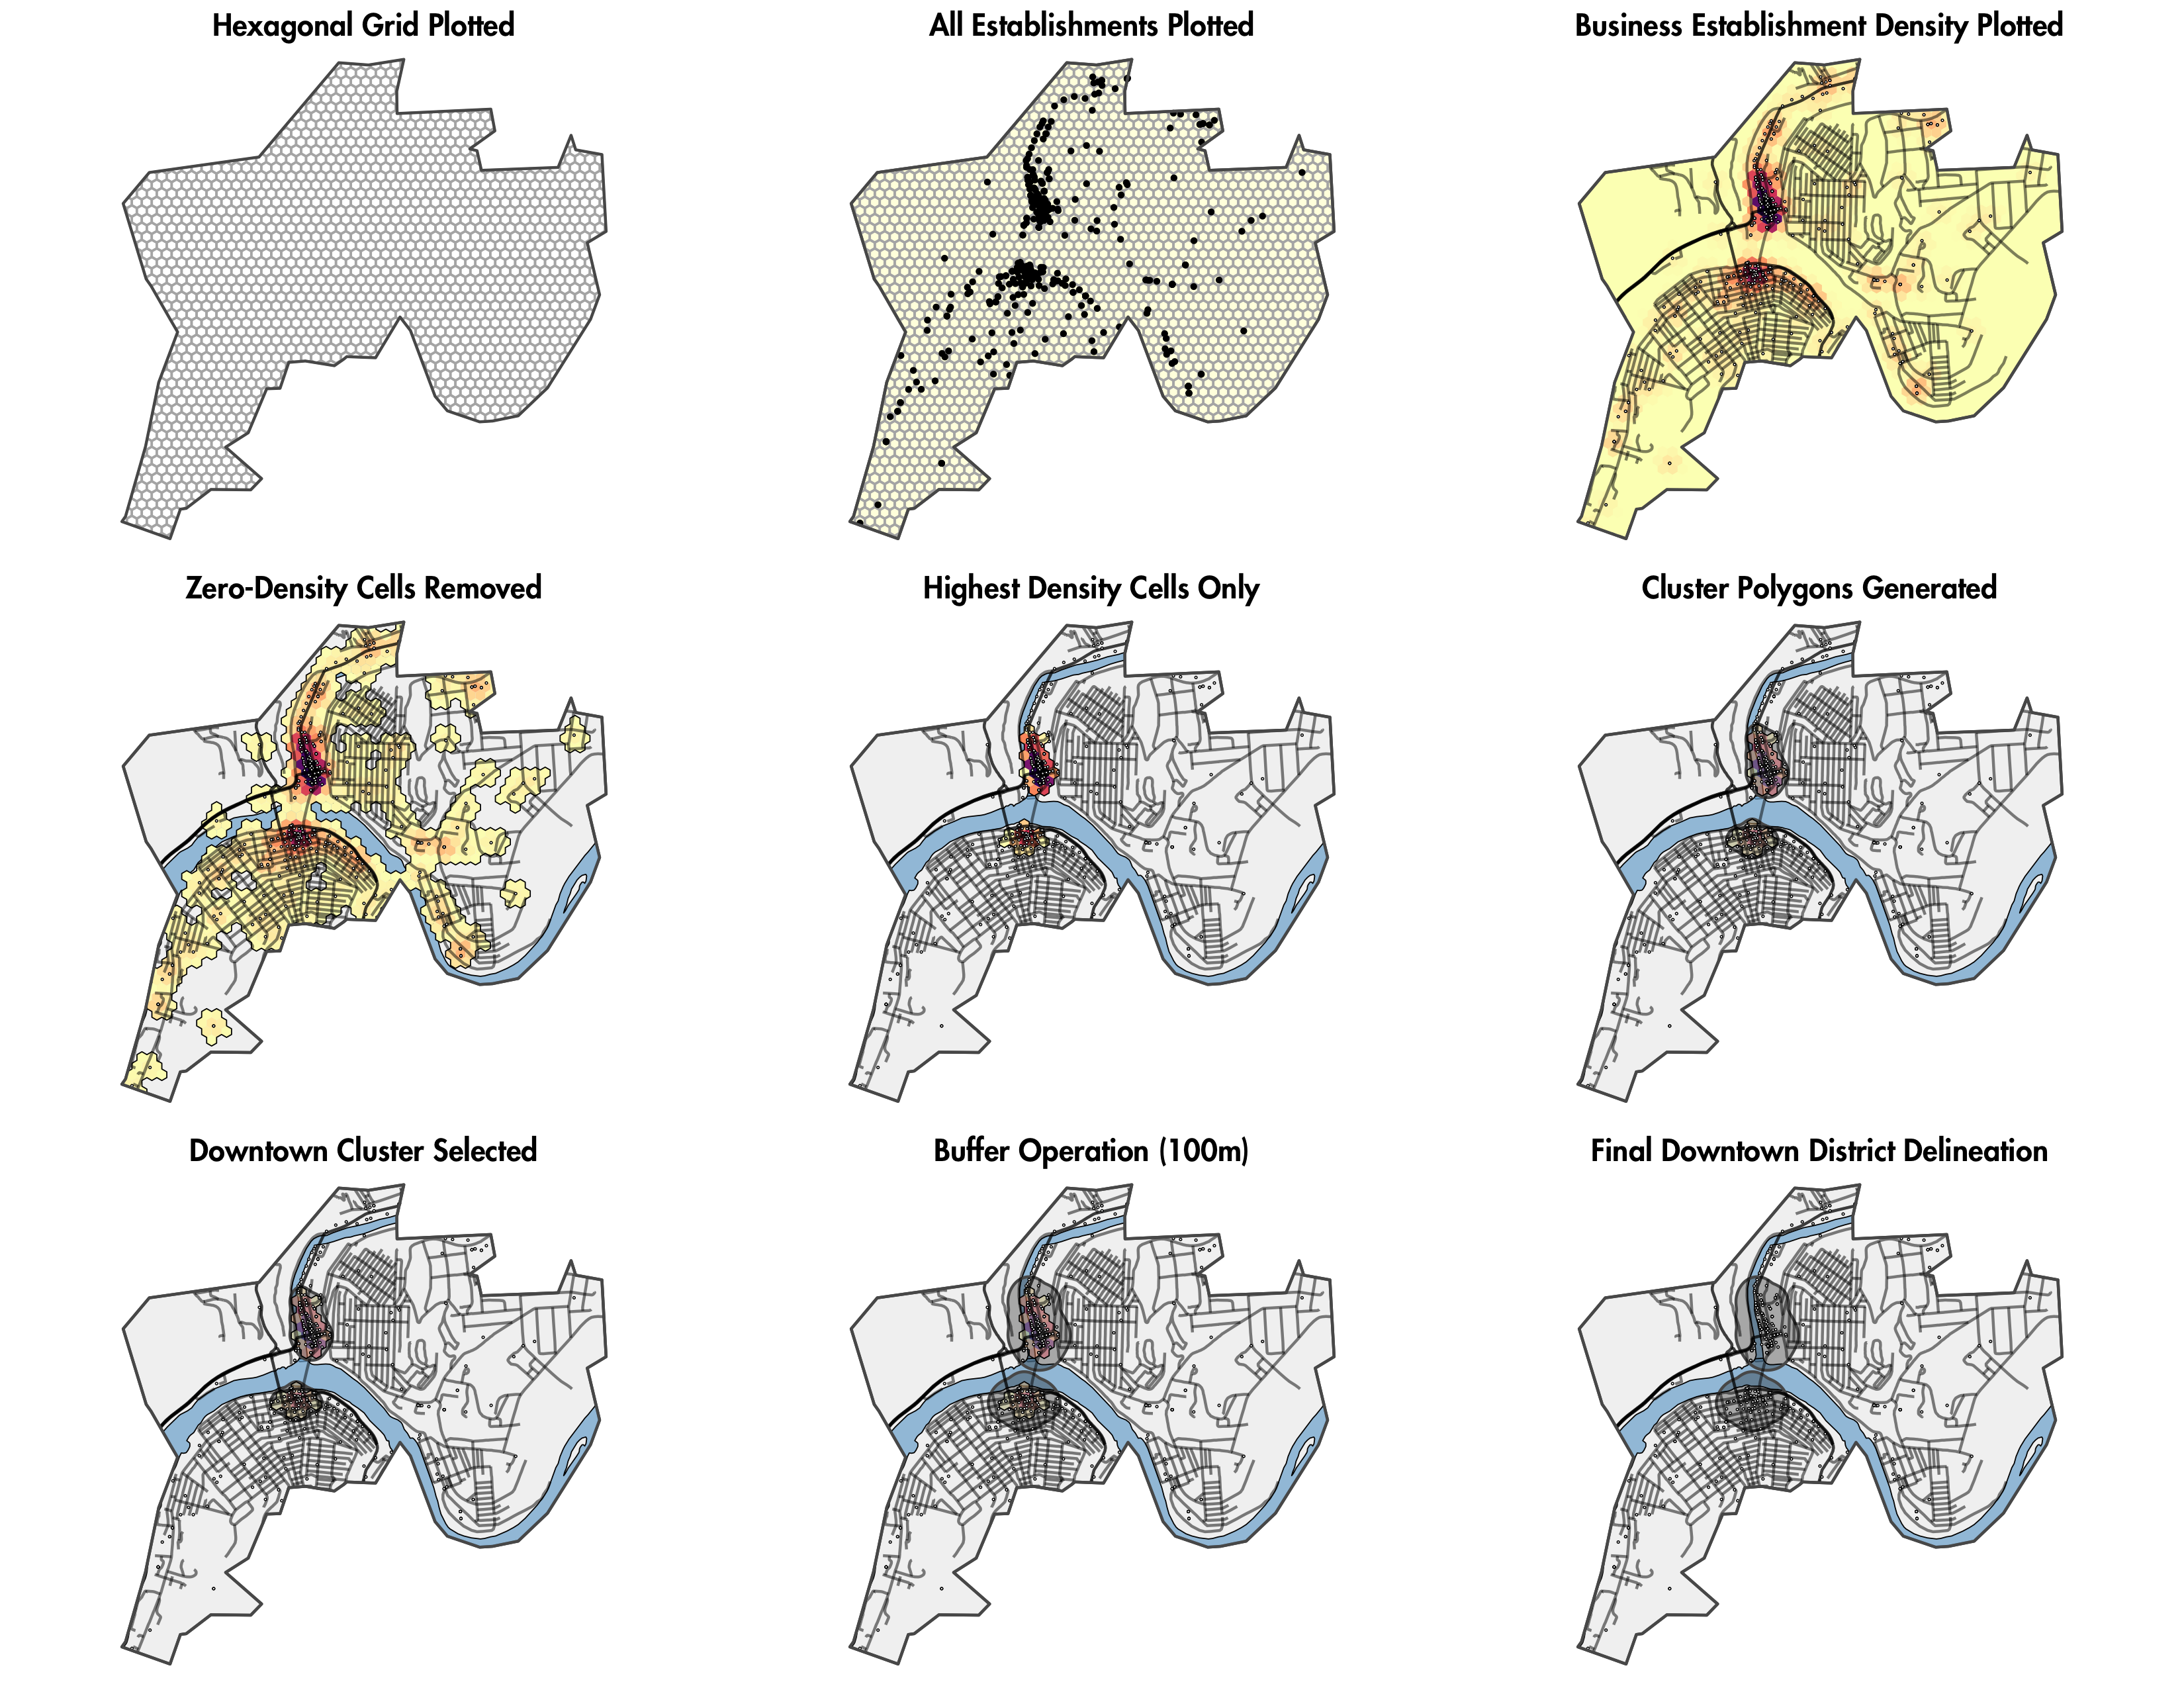 Hexagonal Grid Plotted
All Establishments Plotted
Business Establishment Density Plotted
Zero-Density Cells Removed
Highest Density Cells Only
Cluster Polygons Generated
Downtown Cluster Selected
Buffer Operation (100m)
Final Downtown District Delineation